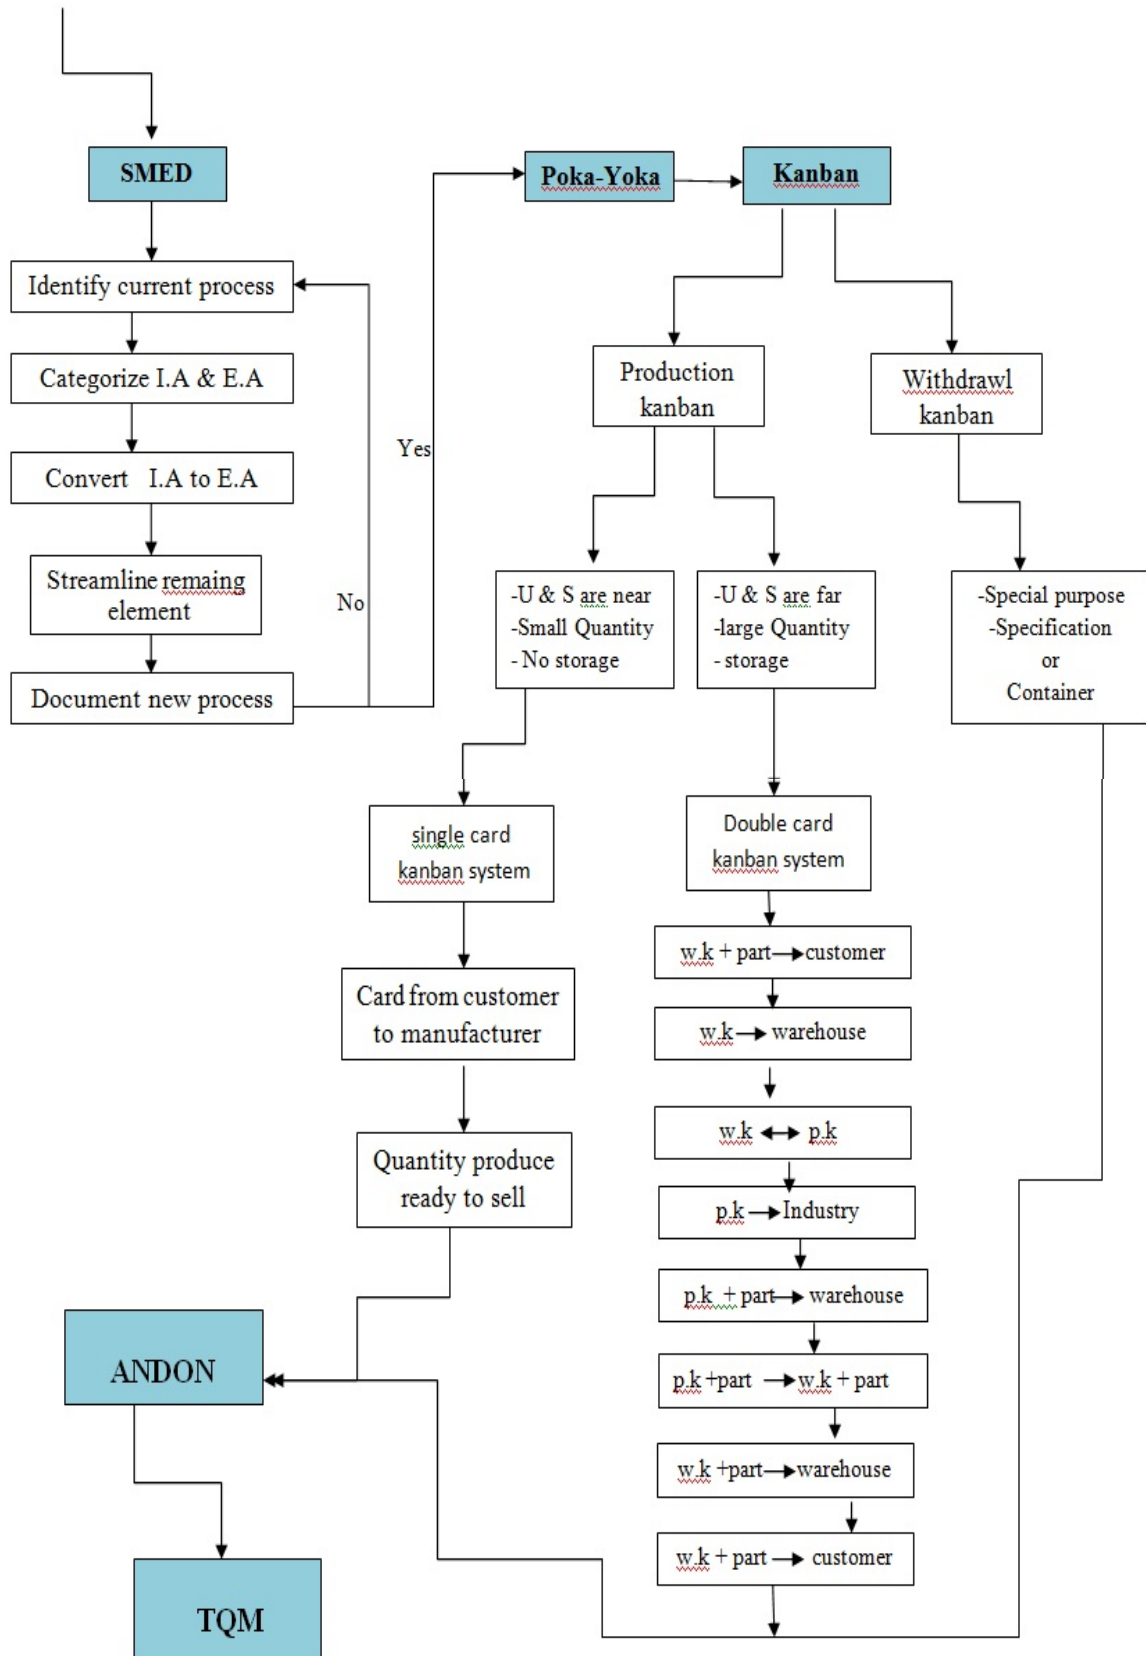 SMED
Identify current process
Categorize I.A & E.A
Convert I.A to E.A
Streamline remaing
element
Document new process
No
Yes
Poka-Yoka
Kanban
Production
kanban
Withdrawl
kanban
-U & S are near
-Small Quantity
- No storage
-U & S are far
-large Quantity
- storage
-Special purpose
-Specification
or
Container
single card
kanban system
Card from customer
to manufacturer
Quantity produce
ready to sell
Double card
kanban system
w.k + part→customer
w.k→ warehouse
w.k ↔ p.k
p.k →Industry
p.k + part→ warehouse
p.k +part →w.k + part
w.k +part→warehouse
w.k + part → customer
ANDON
TQM